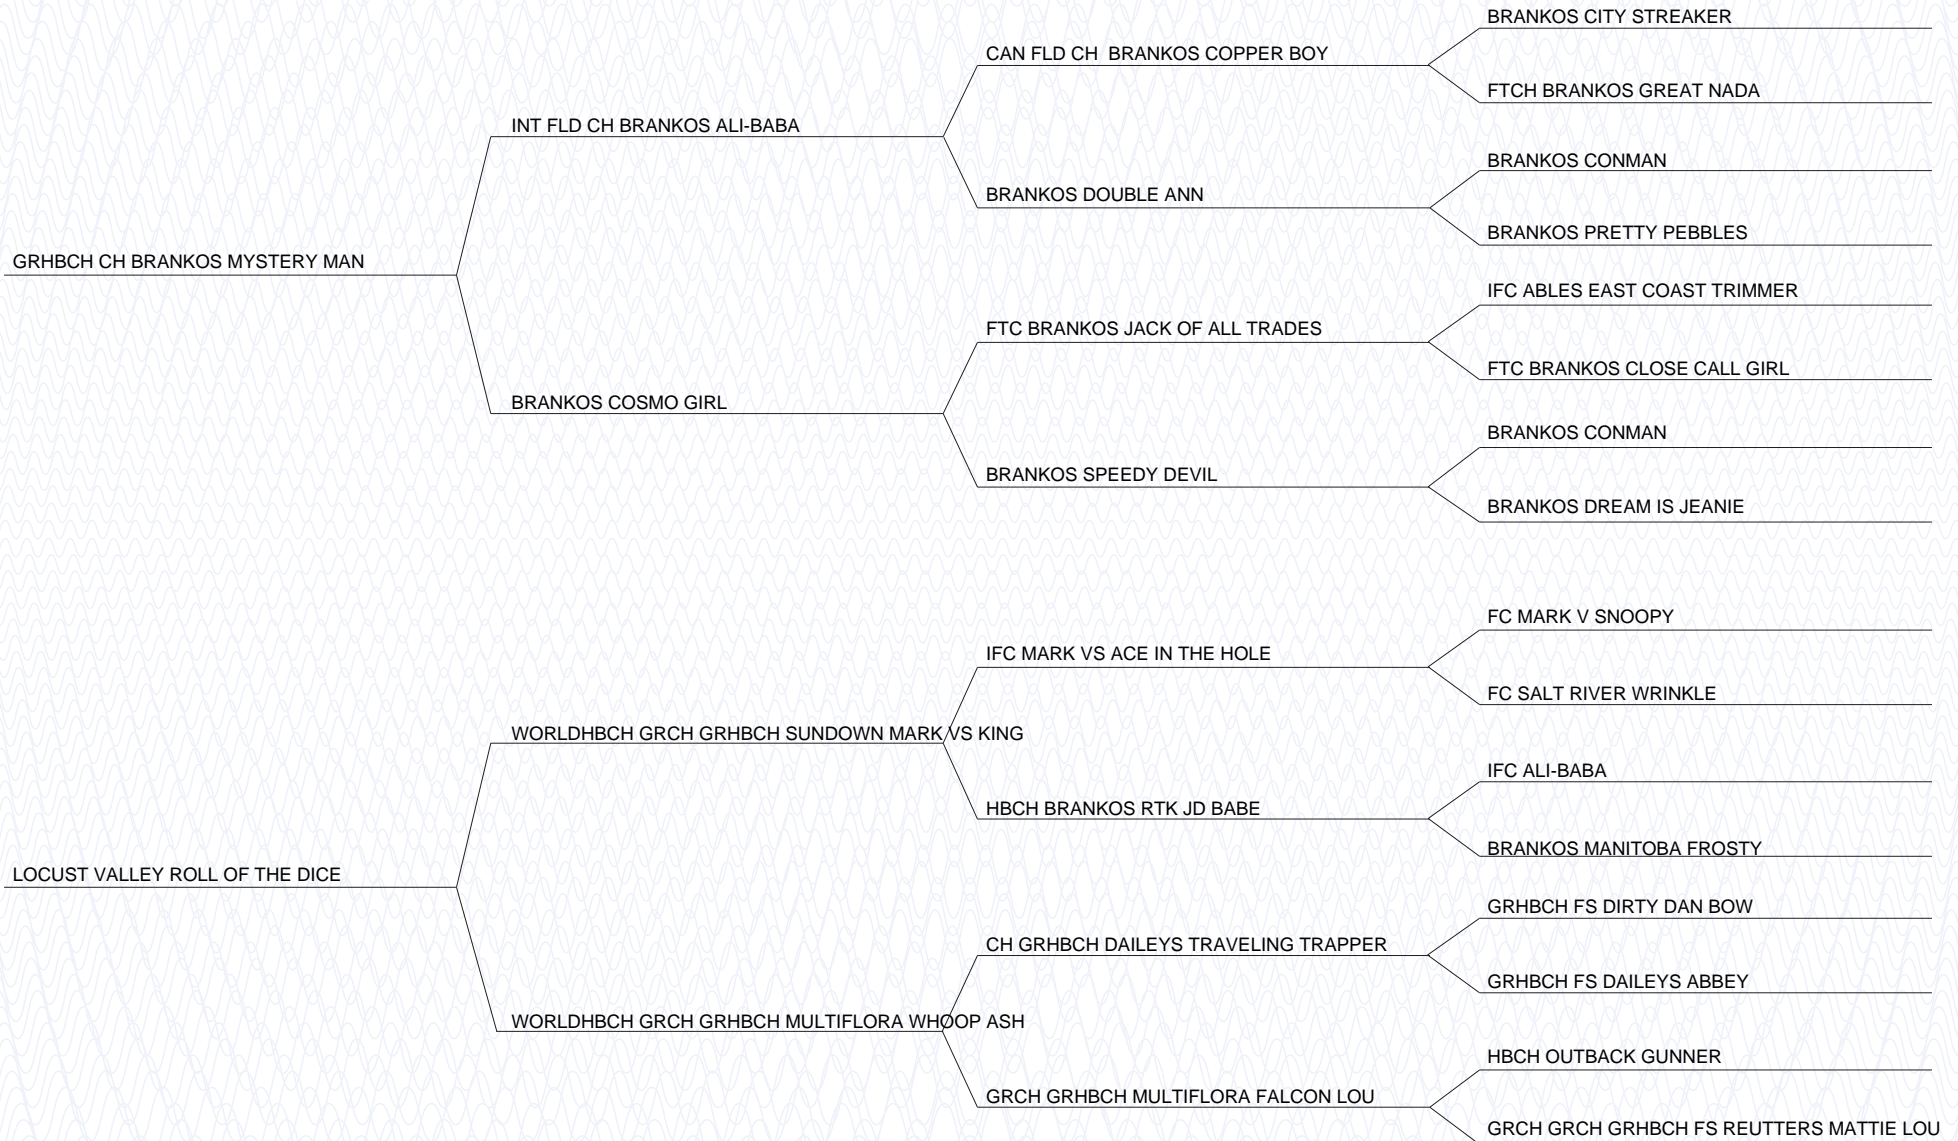 BRANKOS CITY STREAKER
CAN FLD CH  BRANKOS COPPER BOY
FTCH BRANKOS GREAT NADA
INT FLD CH BRANKOS ALI-BABA
BRANKOS CONMAN
BRANKOS DOUBLE ANN
BRANKOS PRETTY PEBBLES
GRHBCH CH BRANKOS MYSTERY MAN
IFC ABLES EAST COAST TRIMMER
FTC BRANKOS JACK OF ALL TRADES
FTC BRANKOS CLOSE CALL GIRL
BRANKOS COSMO GIRL
BRANKOS CONMAN
BRANKOS SPEEDY DEVIL
BRANKOS DREAM IS JEANIE
FC MARK V SNOOPY
IFC MARK VS ACE IN THE HOLE
FC SALT RIVER WRINKLE
WORLDHBCH GRCH GRHBCH SUNDOWN MARK VS KING
IFC ALI-BABA
HBCH BRANKOS RTK JD BABE
BRANKOS MANITOBA FROSTY
LOCUST VALLEY ROLL OF THE DICE
GRHBCH FS DIRTY DAN BOW
CH GRHBCH DAILEYS TRAVELING TRAPPER
GRHBCH FS DAILEYS ABBEY
WORLDHBCH GRCH GRHBCH MULTIFLORA WHOOP ASH
HBCH OUTBACK GUNNER
GRCH GRHBCH MULTIFLORA FALCON LOU
GRCH GRCH GRHBCH FS REUTTERS MATTIE LOU